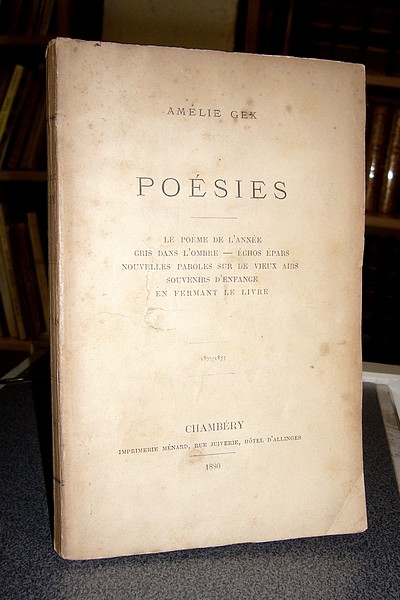 AMÉLIE GEX
POÉSIES
LE POÈME DE L'ANNÉE
CRIS DANS L'OMBRE — ÉCHOS ÉPARS
NOUVELLES PAROLES SUR DE VIEUX AIRS
SOUVENIRS D'ENFANCE
EN FERMANT LE LIVRE
CHAMBÉRY
IMPRIMERIE MÉNARD, RUE JUIVERIE, HÔTEL D'ALLINGES
1880